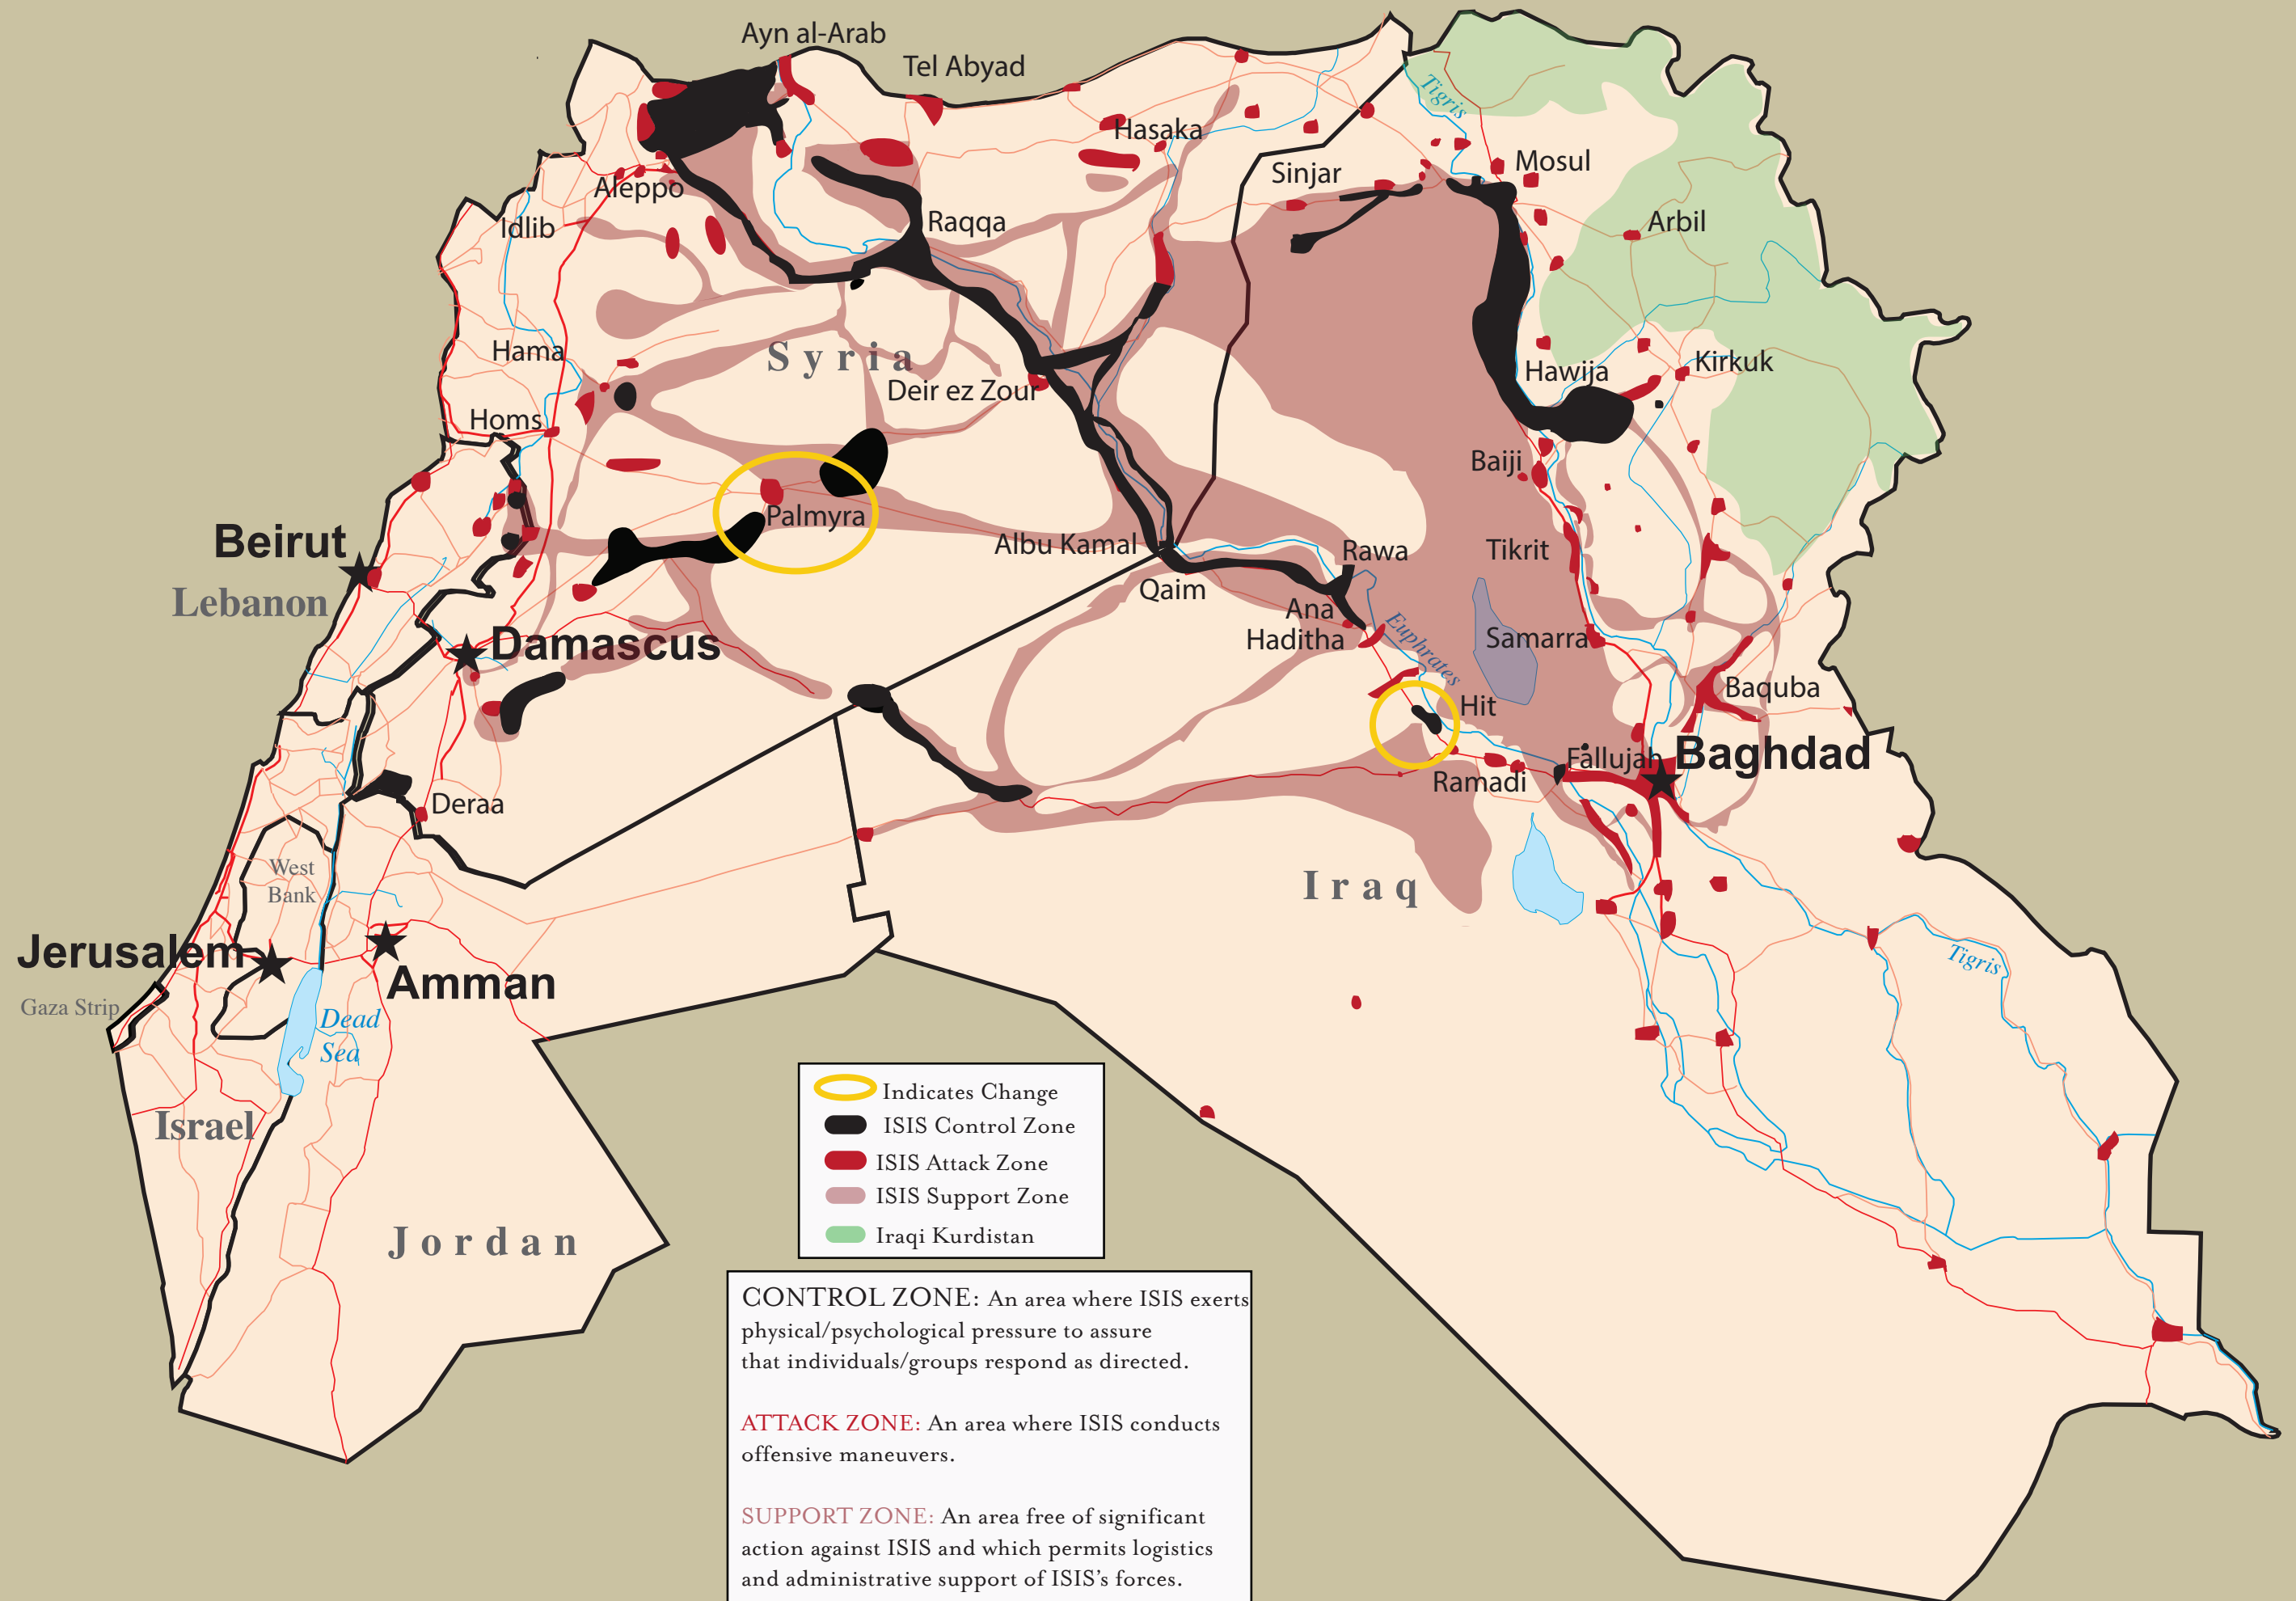 Ayn al-Arab
Tel Abyad
Tigris
Hasaka
Mosul
Sinjar
Aleppo
Arbil
Idlib
Raqqa
Hama
Syria
Kirkuk
Hawija
Deir ez Zour
Homs
Baiji
Palmyra
Beirut
Albu Kamal
Rawa
Tikrit
Qaim
Lebanon
Ana
Haditha
Euphrates
Samarra
Damascus
Baquba
Hit
Fallujah
Baghdad
Ramadi
Deraa
West
Bank
Iraq
Jerusalem
Tigris
Amman
Gaza Strip
Dead
Sea
Israel
Jordan
Indicates Change
ISIS Control Zone
ISIS Attack Zone
ISIS Support Zone
Iraqi Kurdistan
CONTROL ZONE: An area where ISIS exerts
physical/psychological pressure to assure
that individuals/groups respond as directed.
ATTACK ZONE: An area where ISIS conducts
offensive maneuvers.
SUPPORT ZONE: An area free of significant
action against ISIS and which permits logistics
and administrative support of ISIS’s forces.